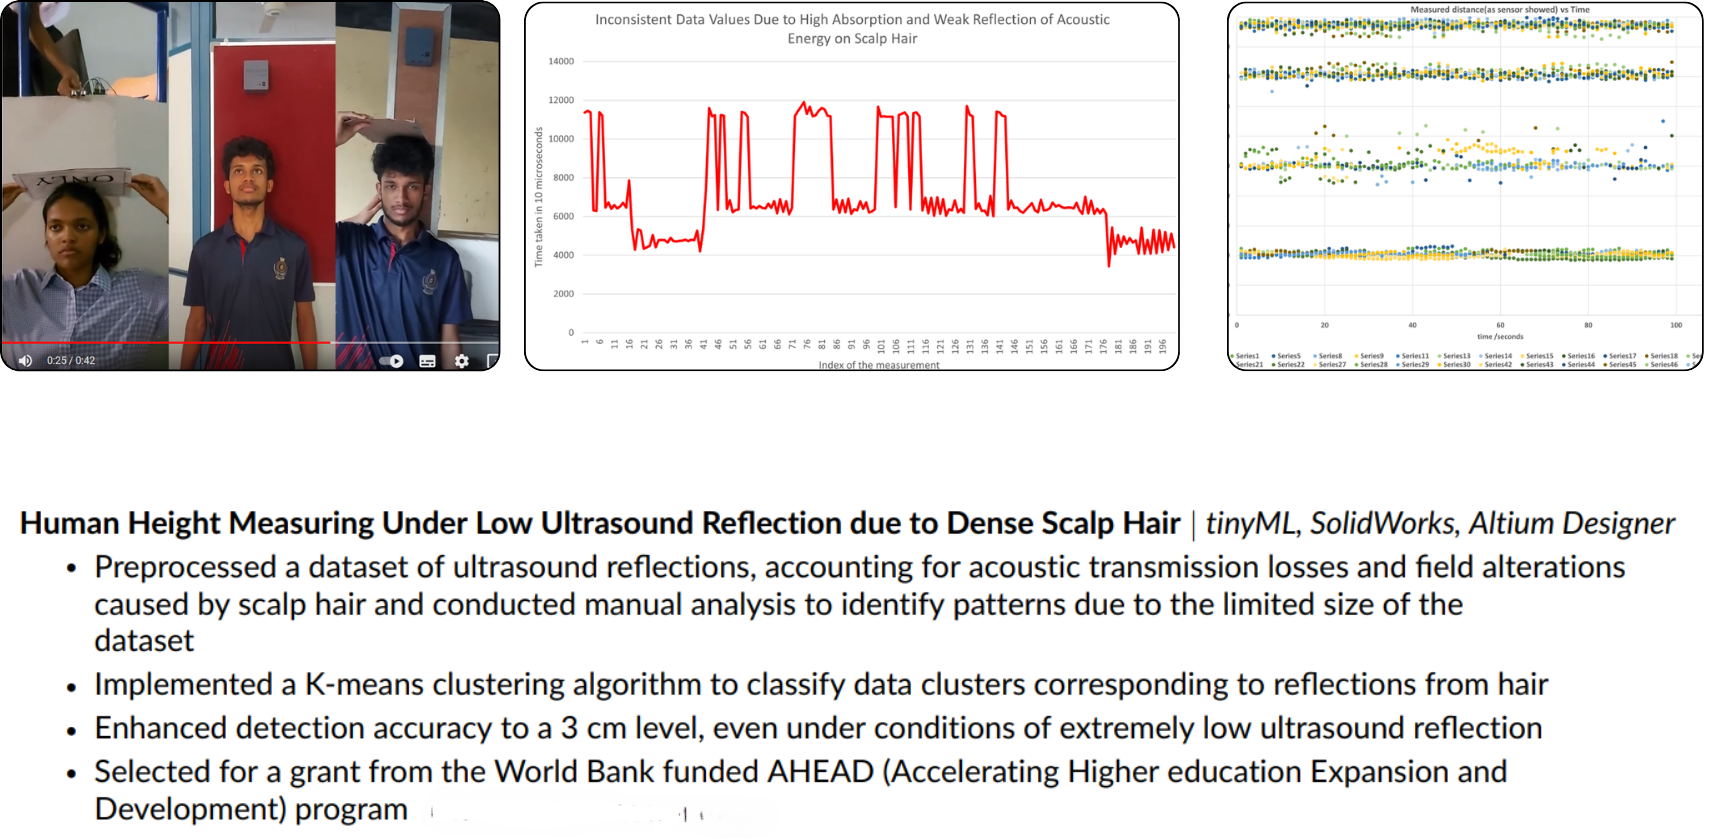 ONLY
0:25 / 0:42
Inconsistent Data Values Due to High Absorption and Weak Reflection of Acoustic
Energy on Scalp Hair
Time taken in 10 microseconds
14000
12000
10000
8000
6000
4000
2000
0
1 6 11 16 21 26 31 36 41 46 51 56 61 66 71 76 81 86 91 96 101 106 111 116 121 126 131 136 141 146 151 156 161 166 171 176 181 186 191 196
Index of the measurement
Measured distance(as sensor showed) vs Time
0 20 40 60 80 100
time /seconds
Series1 Series5 Series8 Series9 Series11 Series13 Series14 Series15 Series16 Series17 Series18
Series21 Series22 Series27 Series28 Series29 Series30 Series42 Series43 Series44 Series45 Series46
Human Height Measuring Under Low Ultrasound Reflection due to Dense Scalp Hair | tinyML, SolidWorks, Altium Designer
• Preprocessed a dataset of ultrasound reflections, accounting for acoustic transmission losses and field alterations
caused by scalp hair and conducted manual analysis to identify patterns due to the limited size of the
dataset
• Implemented a K-means clustering algorithm to classify data clusters corresponding to reflections from hair
• Enhanced detection accuracy to a 3 cm level, even under conditions of extremely low ultrasound reflection
• Selected for a grant from the World Bank funded AHEAD (Accelerating Higher education Expansion and
Development) program